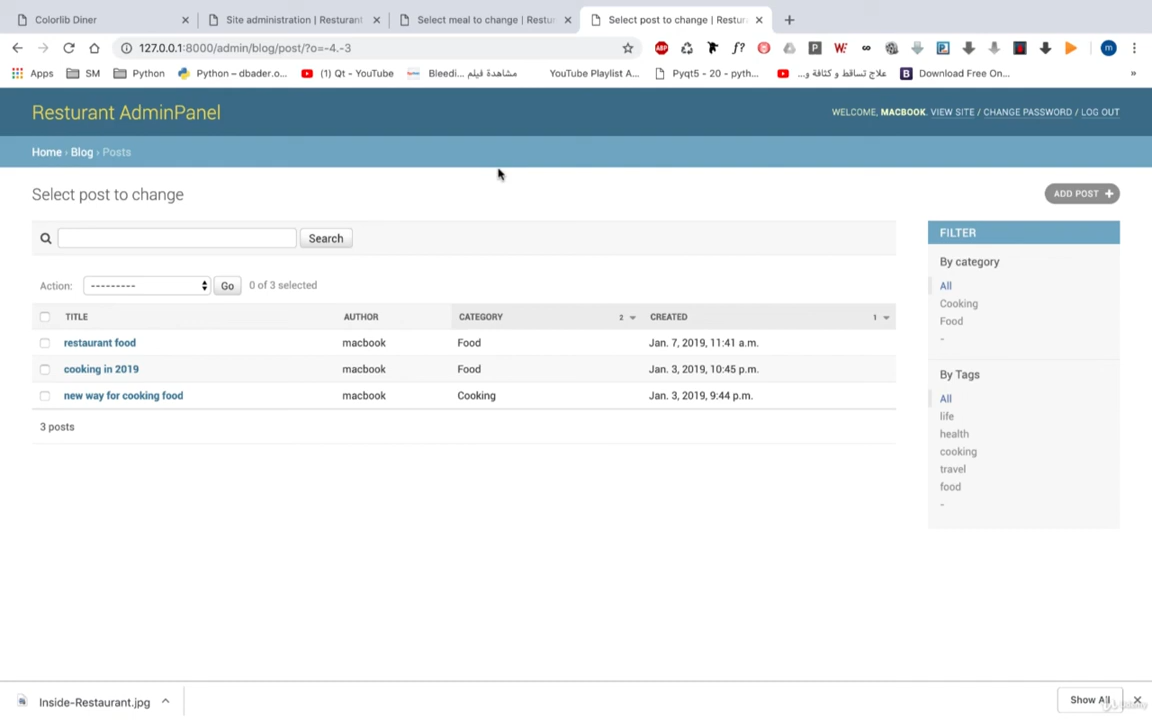 Colorlib Diner
Site administration | Resturant
Select meal to change | Restur
Select post to change | Restur
127.0.0.1:8000/admin/blog/post/?o=-4.-3
ABP
f?
P
W
m
Apps
SM
Python
Python – dbader.o...
(1) Qt - YouTube
Bleedi... مشاهدة فيلم
YouTube Playlist A...
Pyqt5 - 20 - pyth...
علاج تساقط و كثافة و...
B Download Free On...
»
Resturant AdminPanel
WELCOME, MACBOOK. VIEW SITE / CHANGE PASSWORD / LOG OUT
Home › Blog › Posts
Select post to change
ADD POST +
Search
FILTER
By category
All
Cooking
Food
-
Action: --------- Go 0 of 3 selected
TITLE AUTHOR CATEGORY 2 CREATED 1
restaurant food macbook Food Jan. 7, 2019, 11:41 a.m.
cooking in 2019 macbook Food Jan. 3, 2019, 10:45 p.m.
new way for cooking food macbook Cooking Jan. 3, 2019, 9:44 p.m.
3 posts
By Tags
All
life
health
cooking
travel
food
-
Inside-Restaurant.jpg
Show All